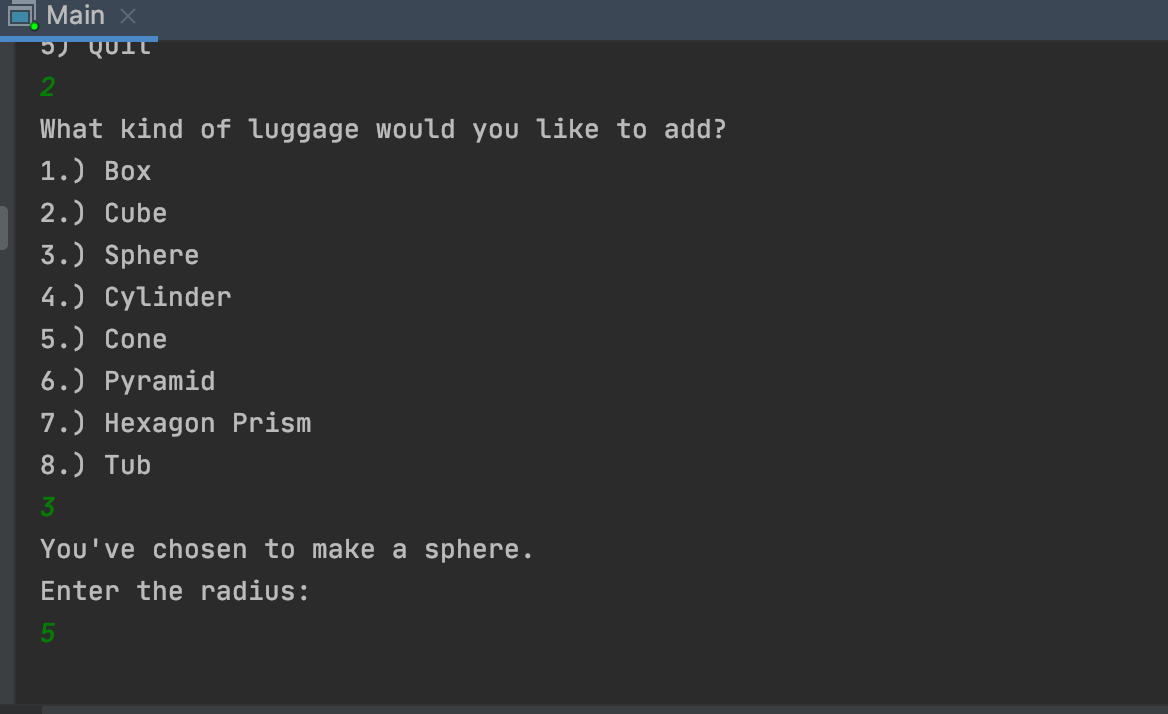 Main
5) Quit
2
What kind of luggage would you like to add?
1.) Box
2.) Cube
3.) Sphere
4.) Cylinder
5.) Cone
6.) Pyramid
7.) Hexagon Prism
8.) Tub
3
You've chosen to make a sphere.
Enter the radius:
5